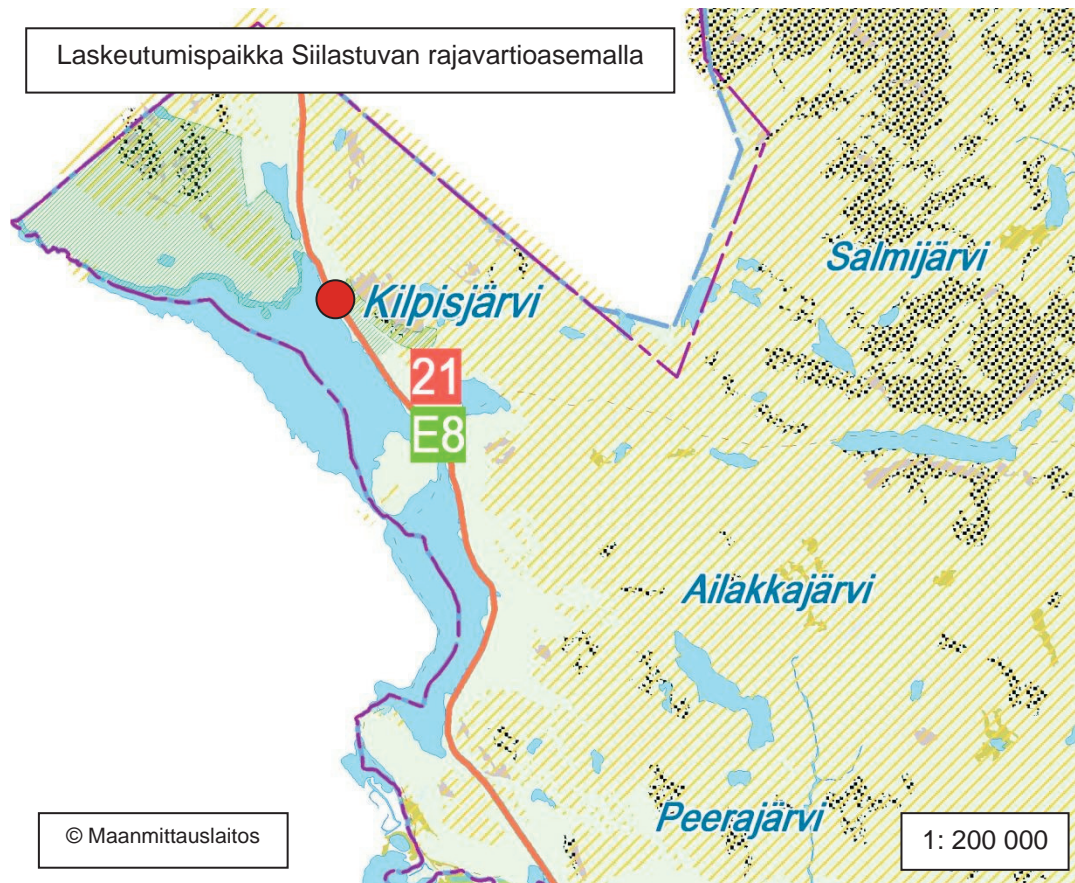 Laskeutumispaikka Siilastuvan rajavartioasemalla
Salmijärvi
Kilpisjärvi
21
E8
Ailakkajärvi
Peerajärvi
© Maanmittauslaitos
1: 200 000